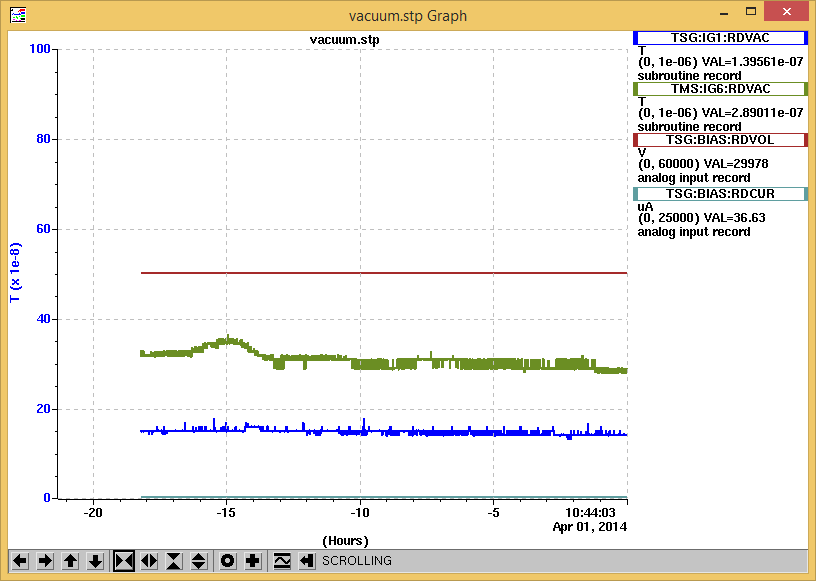 vacuum.stp Graph
vacuum.stp
100
80
60
40
20
0
T (x 1e-8)
-20
-15
-10
-5
10:44:03
Apr 01, 2014
(Hours)
TSG:IG1:RDVAC
T
(0, 1e-06) VAL=1.39561e-07
subroutine record
TMS:IG6:RDVAC
T
(0, 1e-06) VAL=2.89011e-07
subroutine record
TSG:BIAS:RDVOL
V
(0, 60000) VAL=29978
analog input record
TSG:BIAS:RDCUR
uA
(0, 25000) VAL=36.63
analog input record
SCROLLING